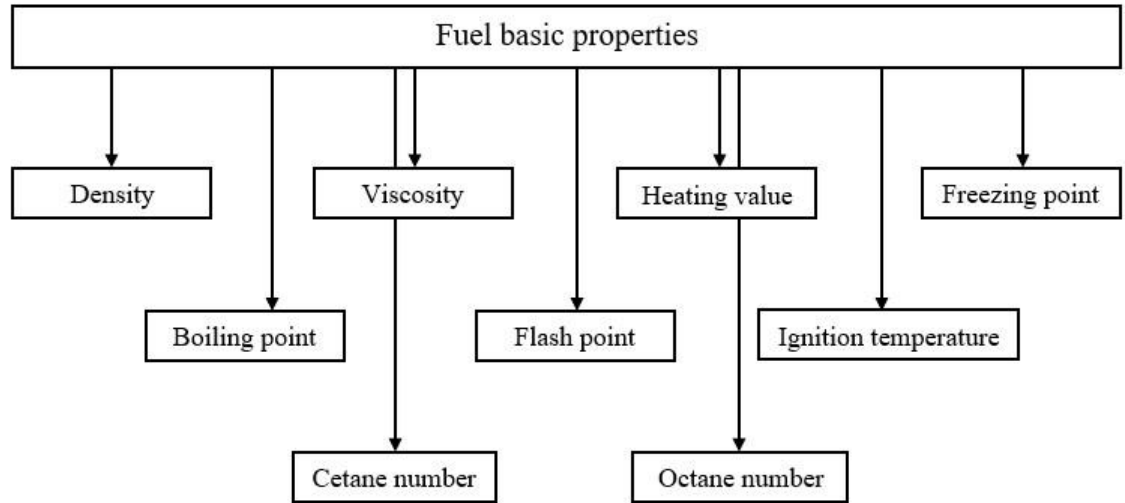 Fuel basic properties
Density
Viscosity
Heating value
Freezing point
Boiling point
Flash point
Ignition temperature
Cetane number
Octane number